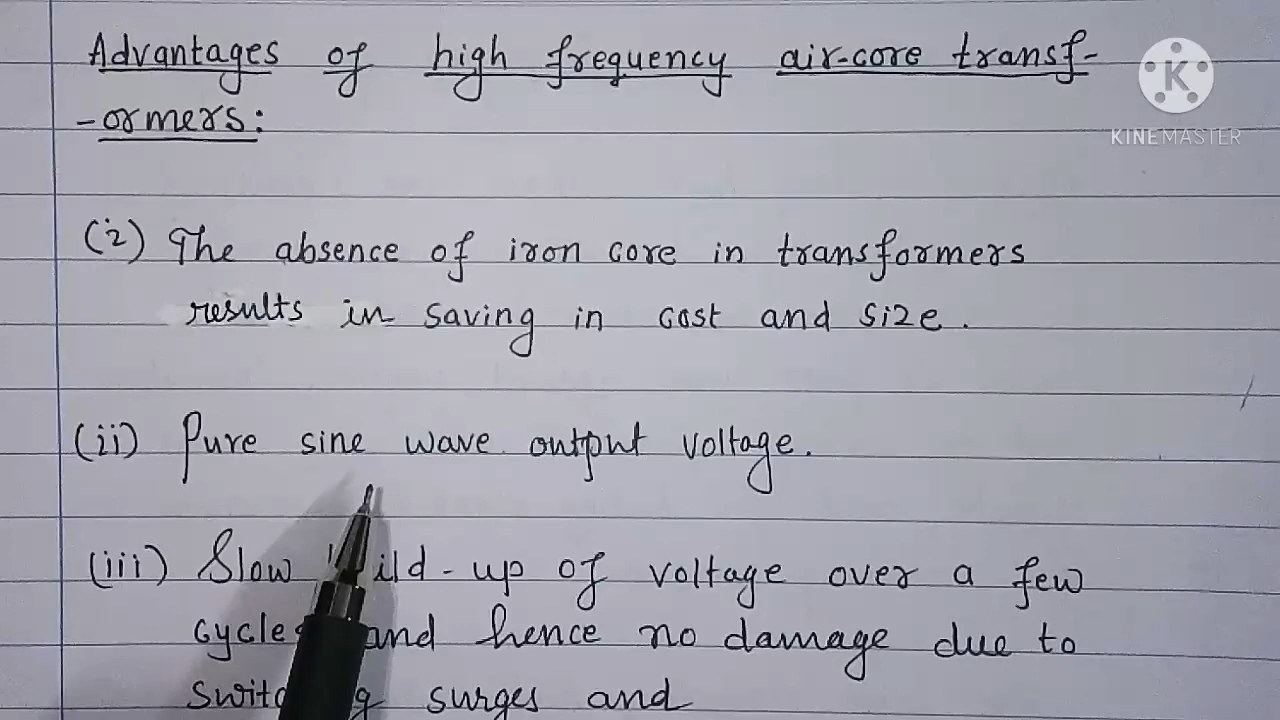 Advantages of high frequency air-core transf-
-ormers:
K
KINEMASTER
(i) The absence of iron core in transformers
results in saving in cost and size.
(ii) Pure sine wave output voltage.
(iii) Slow -up of voltage over a few
and hence no damage due to
surges and